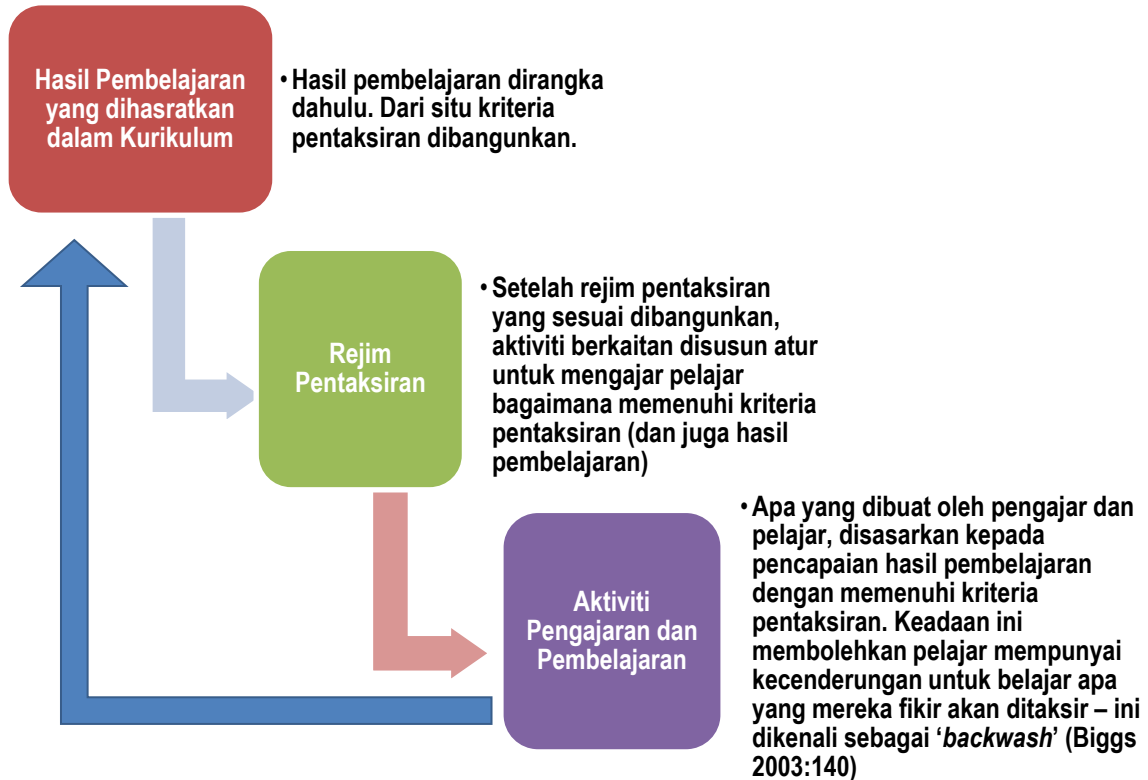 Hasil Pembelajaran
yang dihasratkan
dalam Kurikulum
• Hasil pembelajaran dirangka
dahulu. Dari situ kriteria
pentaksiran dibangunkan.
Rejim
Pentaksiran
• Setelah rejim pentaksiran
yang sesuai dibangunkan,
aktiviti berkaitan disusun atur
untuk mengajar pelajar
bagaimana memenuhi kriteria
pentaksiran (dan juga hasil
pembelajaran)
Aktiviti
Pengajaran dan
Pembelajaran
• Apa yang dibuat oleh pengajar dan
pelajar, disasarkan kepada
pencapaian hasil pembelajaran
dengan memenuhi kriteria
pentaksiran. Keadaan ini
membolehkan pelajar mempunyai
kecenderungan untuk belajar apa
yang mereka fikir akan ditaksir – ini
dikenali sebagai ‘backwash’ (Biggs
2003:140)